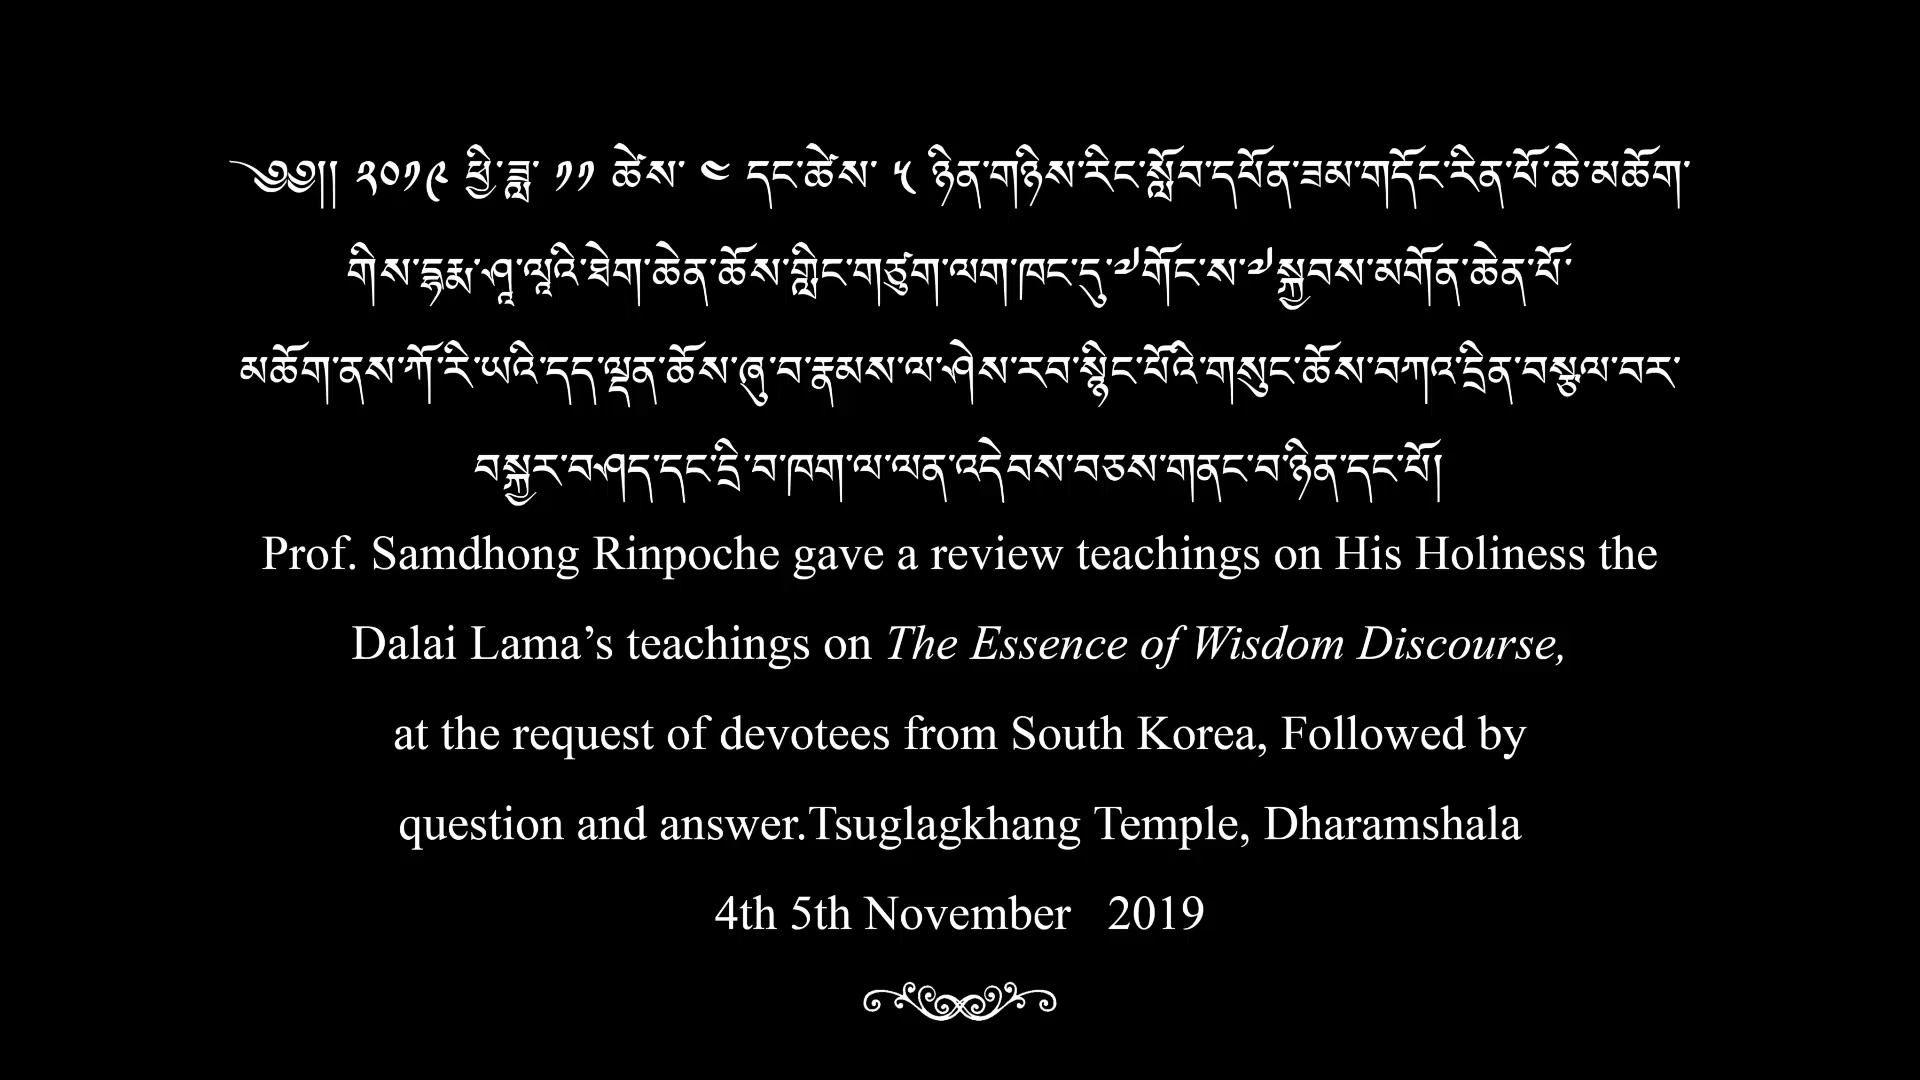 ༄༅།། ༢༠༡༩ ཕྱི་ཟླ་ ༡༡ ཚེས་ ༤ དང་ཚེས་ ༥ ཉིན་གཉིས་རིང་སློབ་དཔོན་ཟམ་གདོང་རིན་པོ་ཆེ་མཆོག་
གིས་དྷརྨ་ཤཱ་ལཱའི་ཐེག་ཆེན་ཆོས་གླིང་གཙུག་ལག་ཁང་དུ་༧གོང་ས་༧སྐྱབས་མགོན་ཆེན་པོ་
མཆོག་ནས་ཀོ་རི་ཡའི་དད་ལྡན་ཆོས་ཞུ་བ་རྣམས་ལ་ཤེས་རབ་སྙིང་པོའི་གསུང་ཆོས་བཀའ་དྲིན་བསྩལ་བར་
བསྐྱར་བཤད་དང་དྲི་བ་ཁག་ལ་ལན་འདེབས་བཅས་གནང་བ་ཉིན་དང་པོ།
Prof. Samdhong Rinpoche gave a review teachings on His Holiness the
Dalai Lama’s teachings on The Essence of Wisdom Discourse,
at the request of devotees from South Korea, Followed by
question and answer.Tsuglagkhang Temple, Dharamshala
4th 5th November 2019